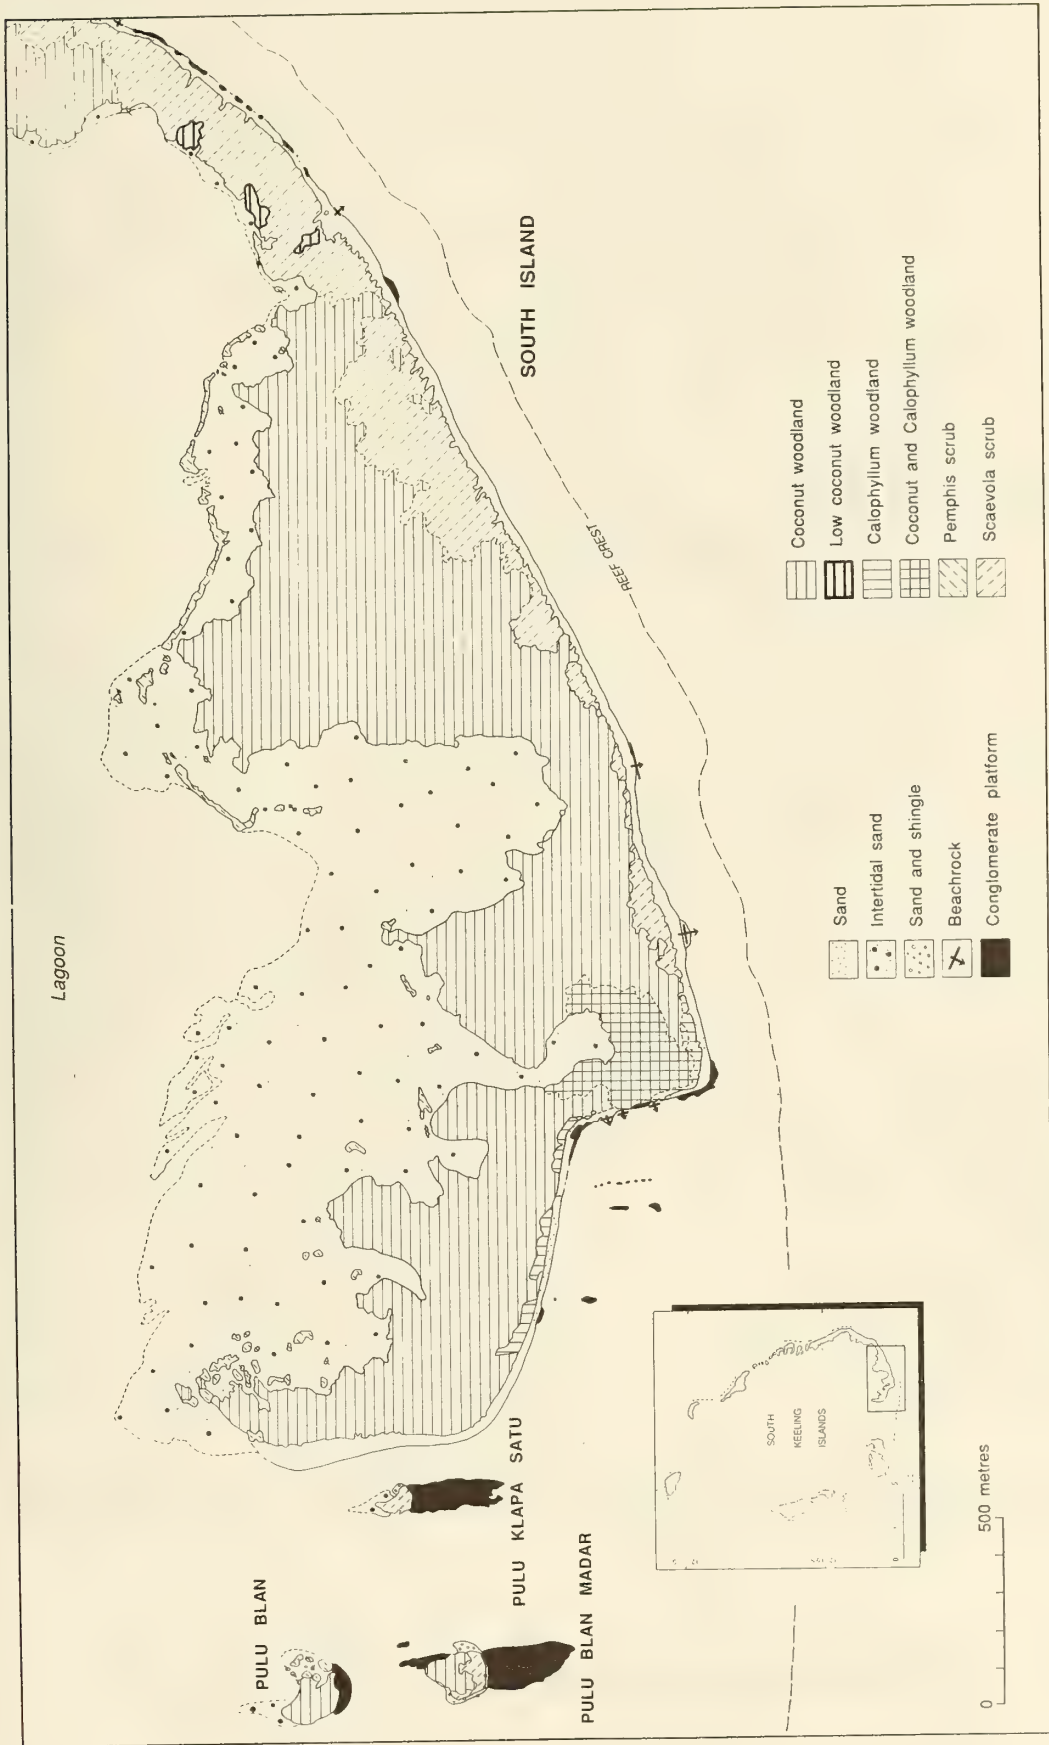 Lagoon
SOUTH ISLAND
REEF CREST
PULU BLAN
PULU KLAPA SATU
PULU BLAN MADAR
SOUTH
KEELING
ISLANDS
0 500 metres
Sand
Intertidal sand
Sand and shingle
Beachrock
Conglomerate platform
Coconut woodland
Low coconut woodland
Calophyllum woodland
Coconut and Calophyllum woodland
Pemphis scrub
Scaevola scrub